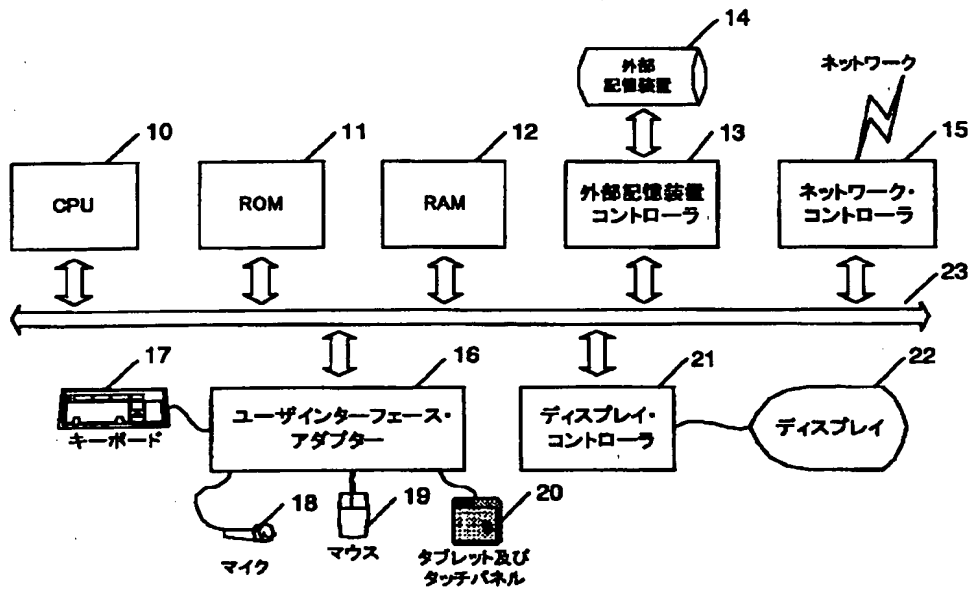 14
外部
記憶装置
ネットワーク
10
11
12
13
15
CPU
ROM
RAM
外部記憶装置
コントローラ
ネットワーク・
コントローラ
23
17
16
21
22
キーボード
ユーザインターフェース・
アダプター
ディスプレイ・
コントローラ
ディスプレイ
18
19
20
マイク
マウス
タブレット及び
タッチパネル